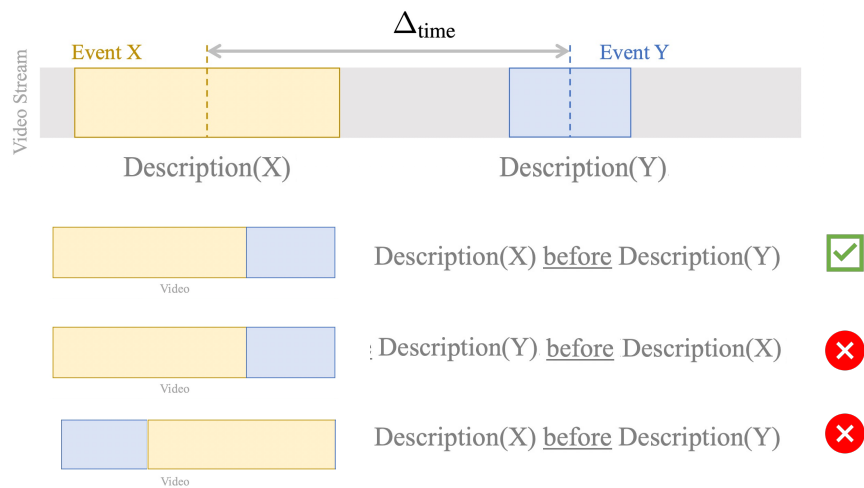 Δtime
Event X
Event Y
Video Stream
Description(X)
Description(Y)
Description(X) before Description(Y)
Video
: Description(Y) before Description(X)
Video
Description(X) before Description(Y)
Video